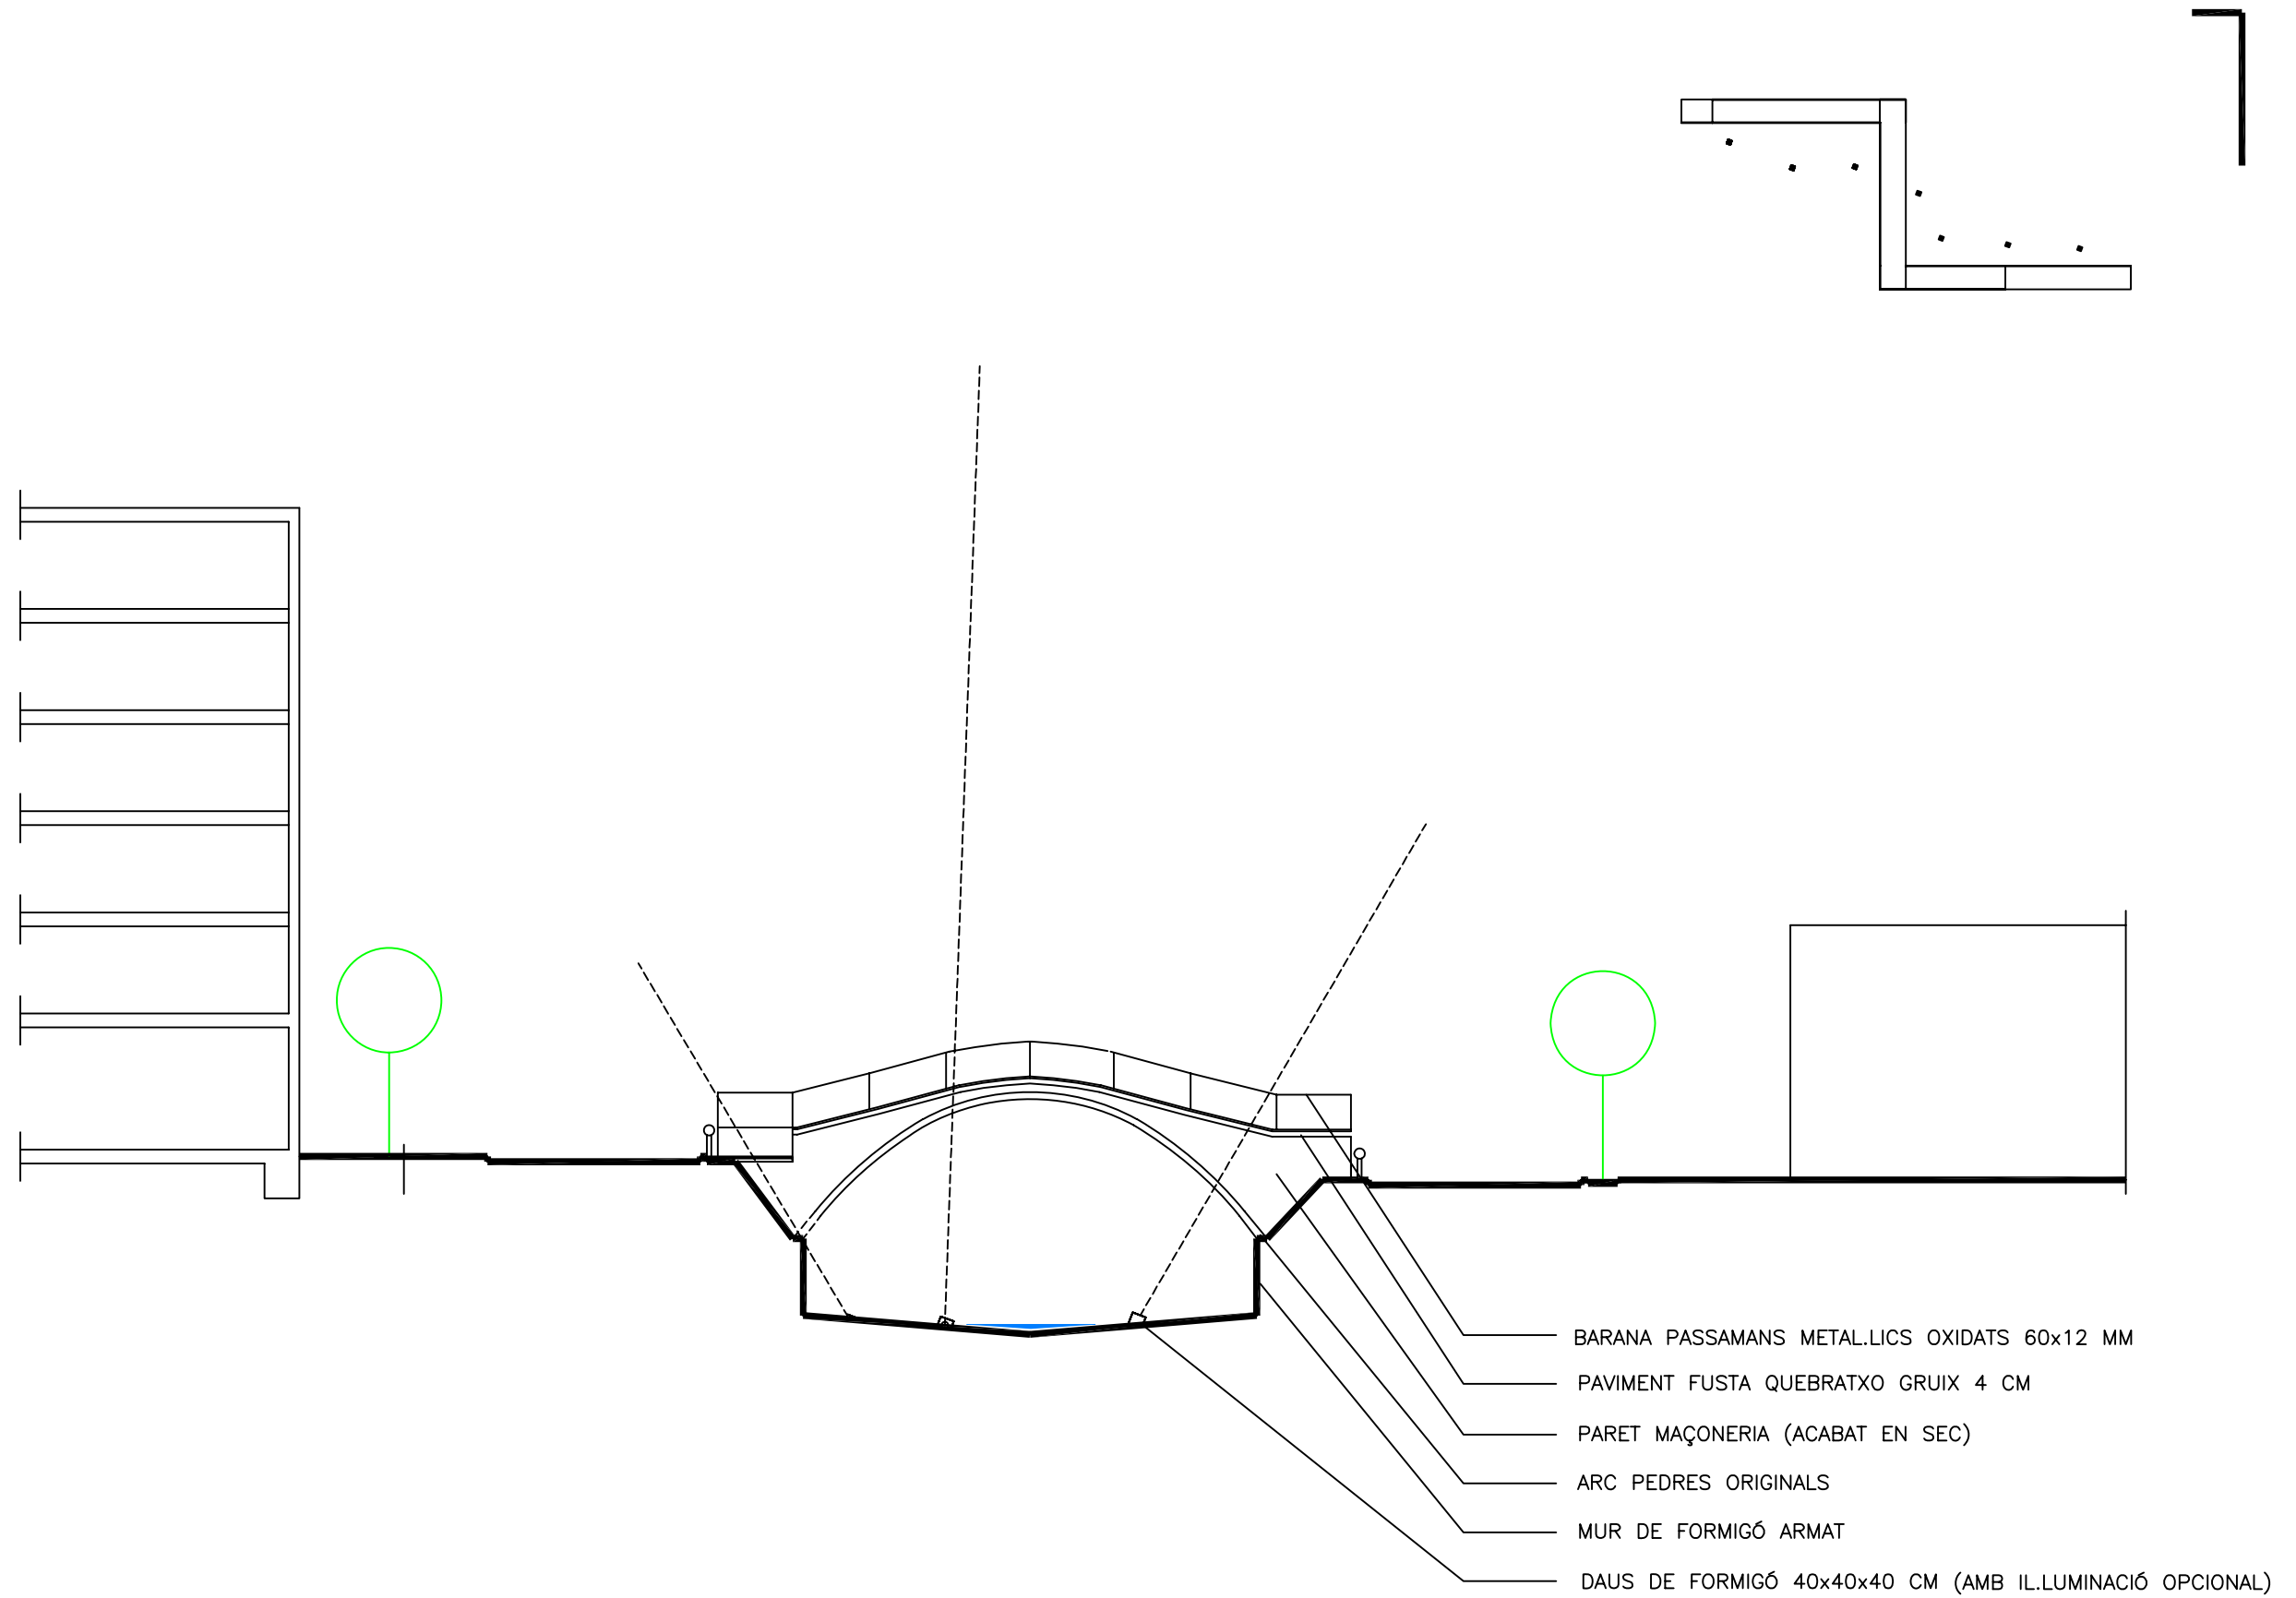 BARANA PASSAMANS METAL.LICS OXIDATS 60x12 MM
PAVIMENT FUSTA QUEBRATXO GRUIX 4 CM
PARET MAÇONERIA (ACABAT EN SEC)
ARC PEDRES ORIGINALS
MUR DE FORMIGÓ ARMAT
DAUS DE FORMIGÓ 40x40x40 CM (AMB IL.LUMINACIÓ OPCIONAL)